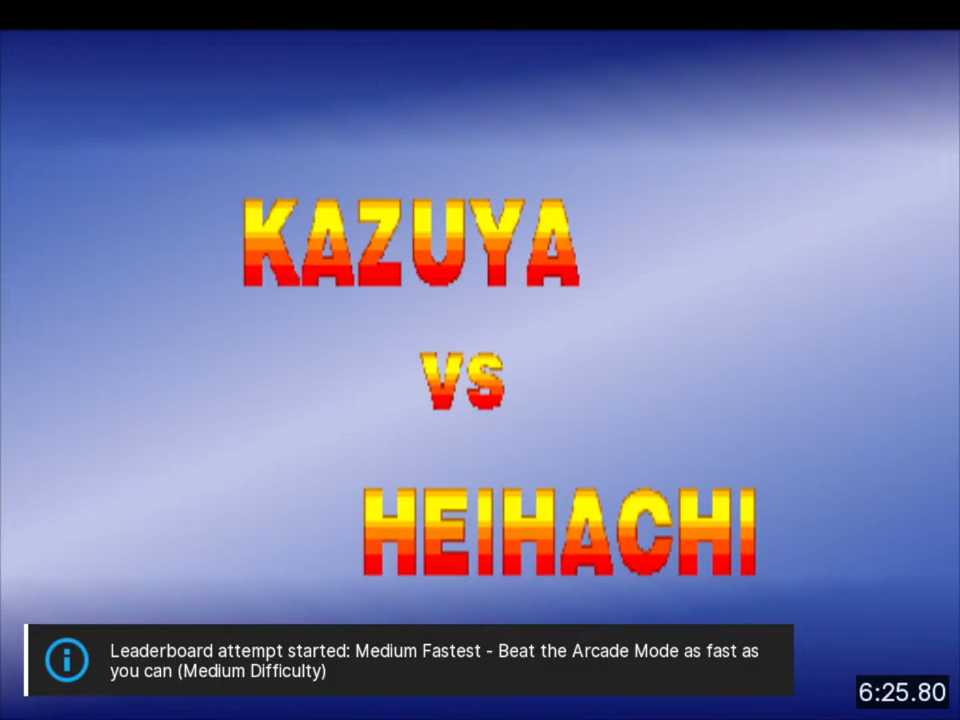 KAZUYA
VS
HEIHACHI
Leaderboard attempt started: Medium Fastest - Beat the Arcade Mode as fast as
you can (Medium Difficulty)
6:25.80